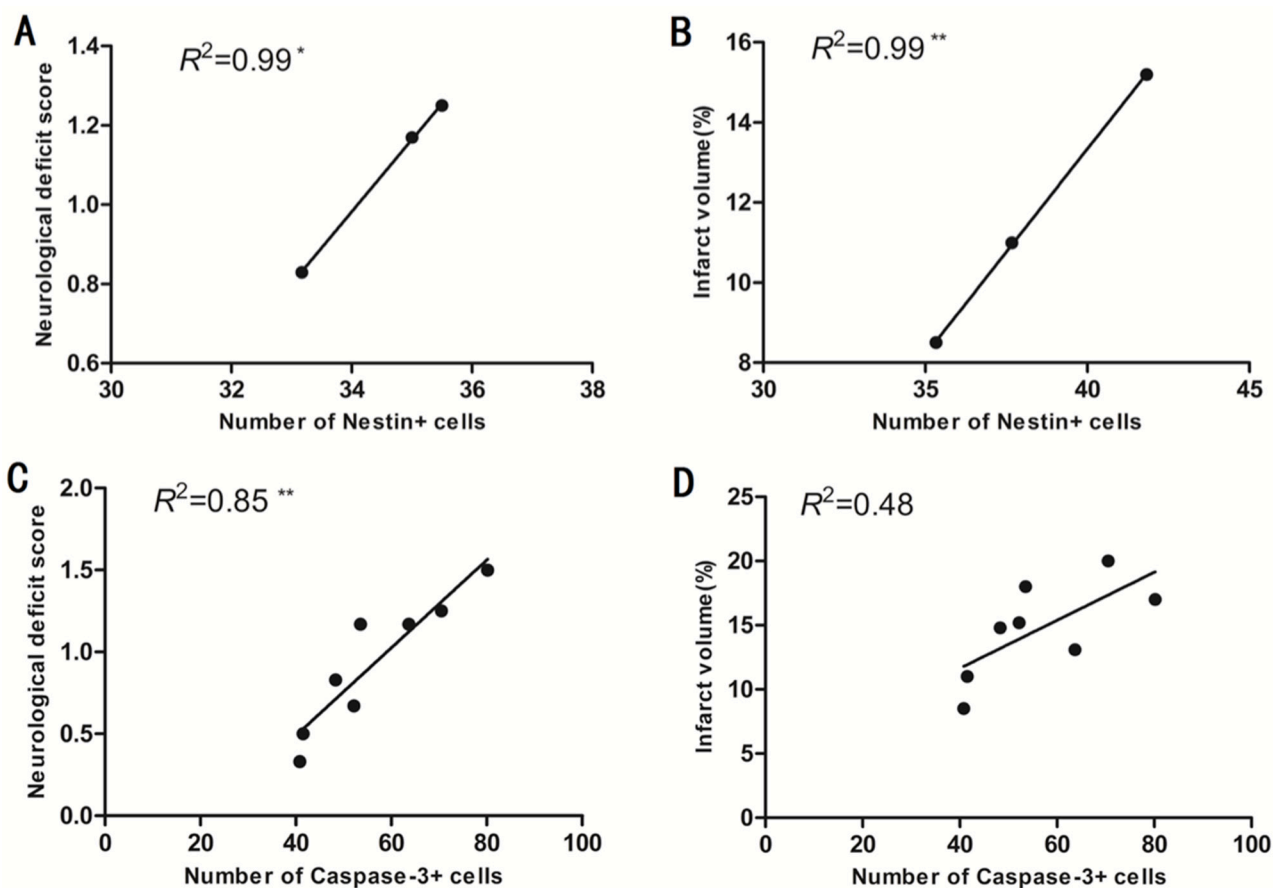 A
R²=0.99 *
Neurological deficit score
1.4
1.2
1.0
0.8
0.6
30 32 34 36 38
Number of Nestin+ cells
B
R²=0.99 **
Infarct volume(%)
16
14
12
10
8
30 35 40 45
Number of Nestin+ cells
C
R²=0.85 **
Neurological deficit score
2.0
1.5
1.0
0.5
0.0
0 20 40 60 80 100
Number of Caspase-3+ cells
D
R²=0.48
Infarct volume(%)
25
20
15
10
5
0
0 20 40 60 80 100
Number of Caspase-3+ cells